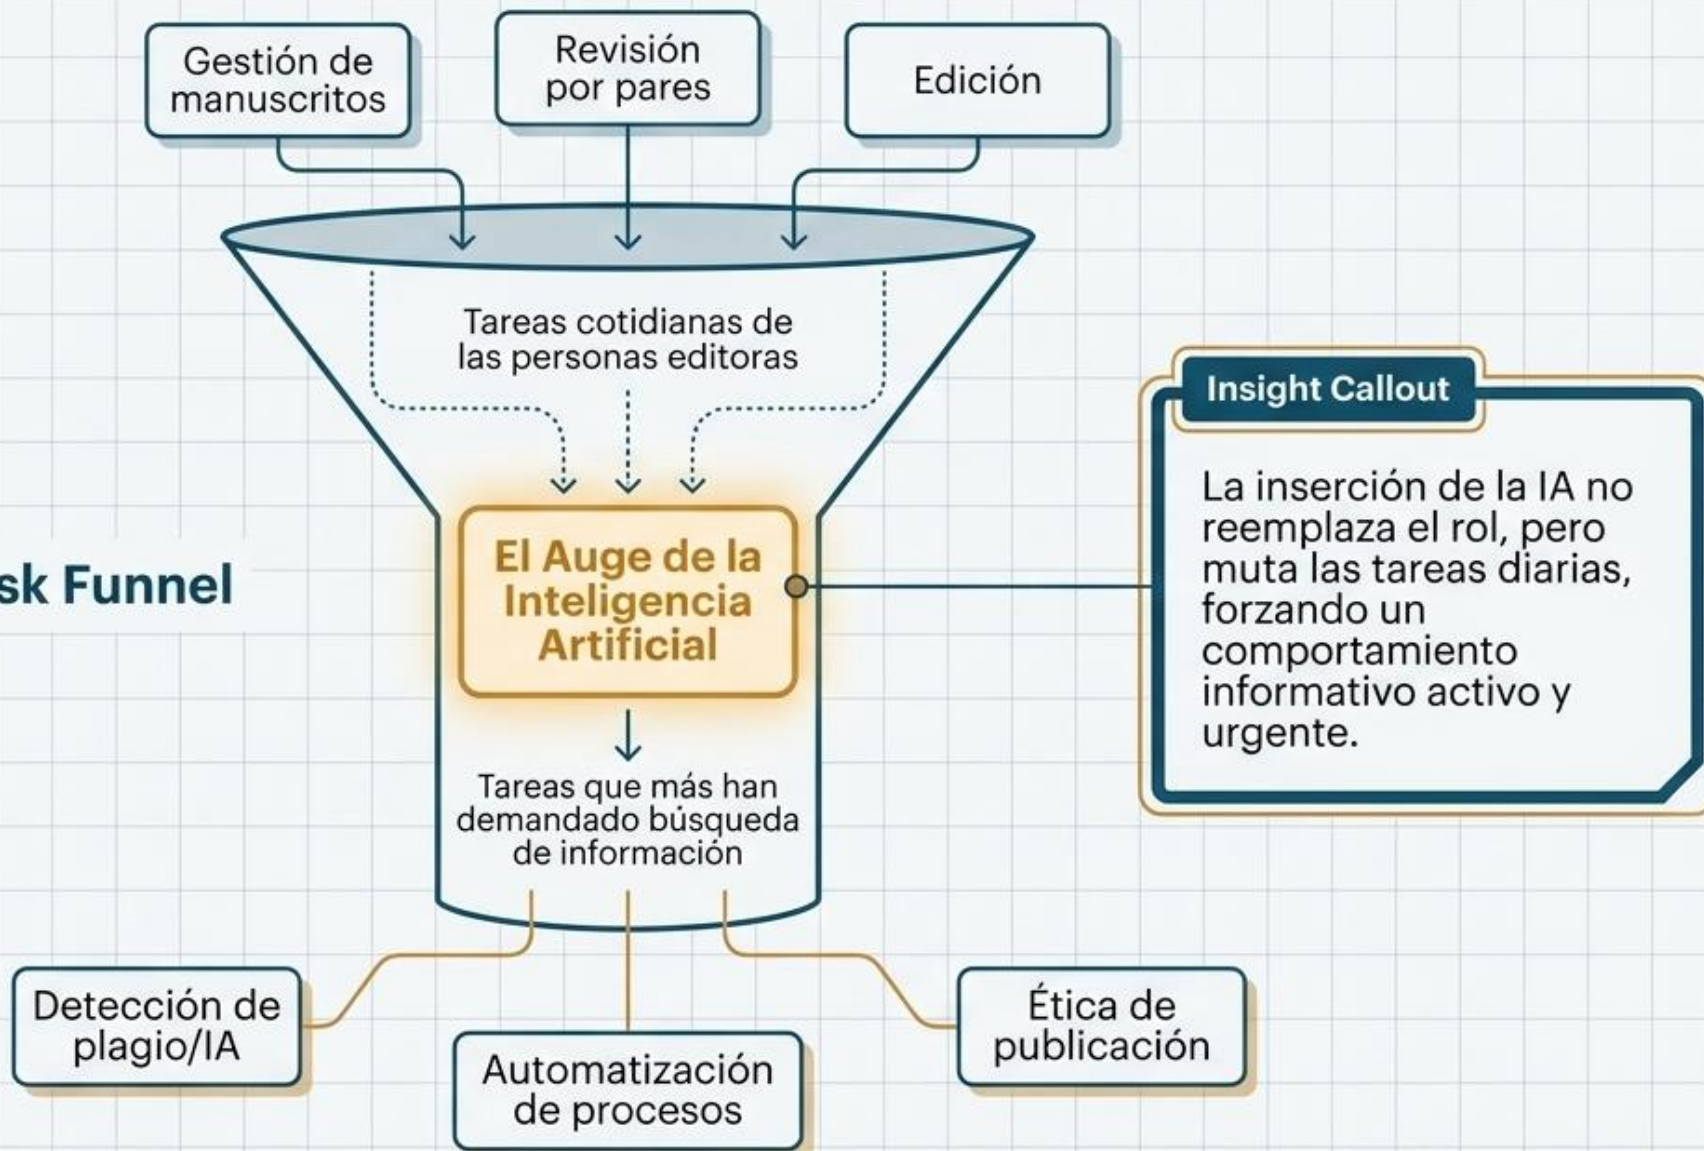 Gestión de
manuscritos
Revisión
por pares
Edición
Tareas cotidianas de
las personas editoras
Insight Callout
La inserción de la IA no
reemplaza el rol, pero
muta las tareas diarias,
forzando un
comportamiento
informativo activo y
urgente.
El Auge de la
Inteligencia
Artificial
sk Funnel
Tareas que más han
demandado búsqueda
de información
Detección de
plagio/IA
Automatización
de procesos
Ética de
publicación